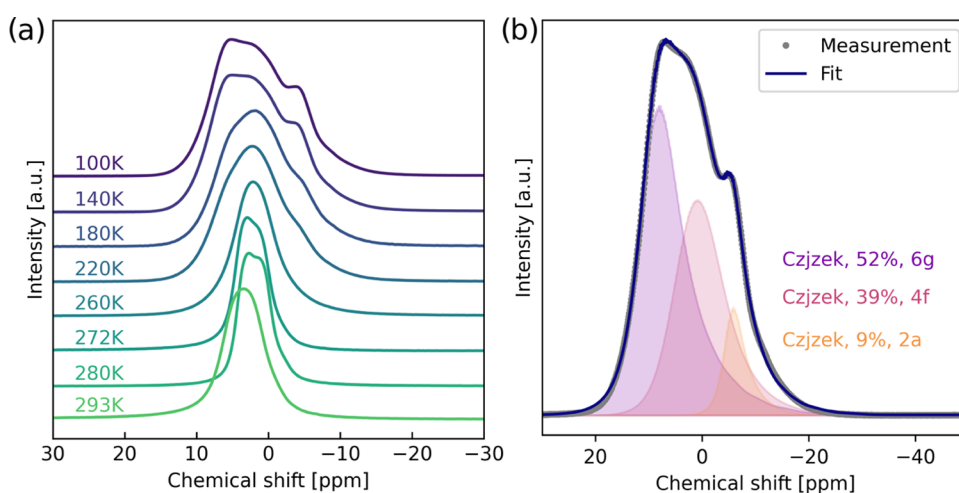 (a)
Intensity [a.u.]
100K
140K
180K
220K
260K
272K
280K
293K
30 20 10 0 −10 −20 −30
Chemical shift [ppm]
(b)
Intensity [a.u.]
Measurement
Fit
Czjzek, 52%, 6g
Czjzek, 39%, 4f
Czjzek, 9%, 2a
20 0 −20 −40
Chemical shift [ppm]